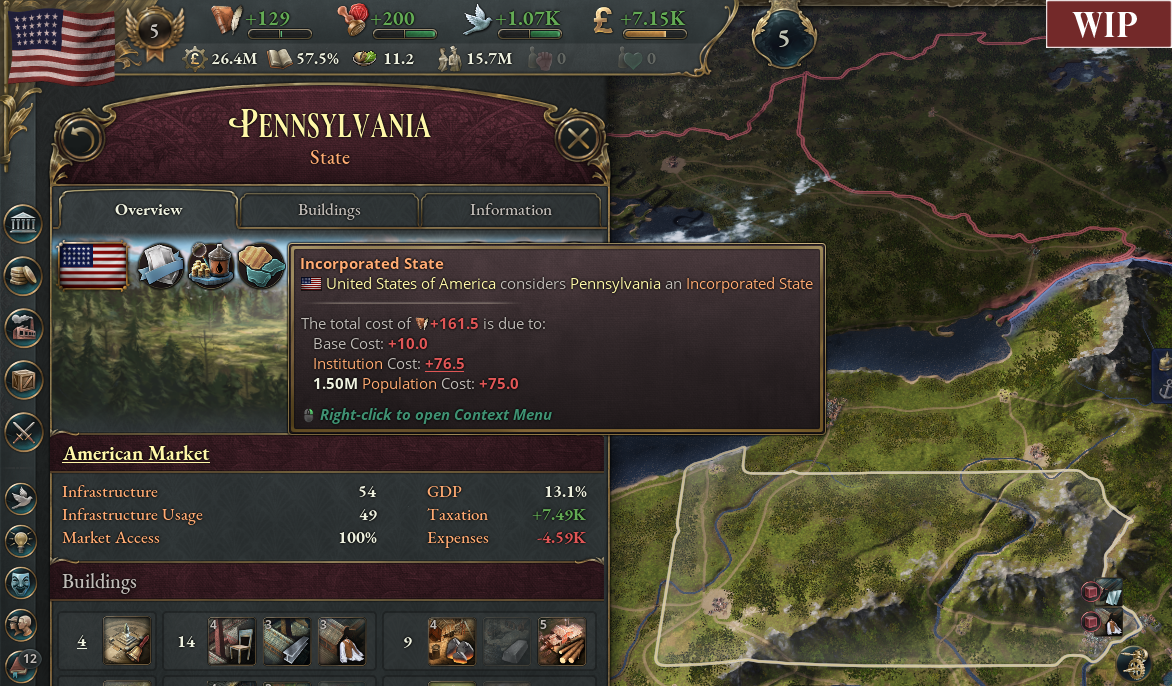 5
+129
+200
+1.07K
+7.15K
26.4M
57.5%
11.2
15.7M
0
0
5
WIP
PENNSYLVANIA
State
Overview
Buildings
Information
Incorporated State
United States of America considers Pennsylvania an Incorporated State
The total cost of +161.5 is due to:
Base Cost: +10.0
Institution Cost: +76.5
1.50M Population Cost: +75.0
Right-click to open Context Menu
American Market
Infrastructure 54
GDP 13.1%
Infrastructure Usage 49
Taxation +7.49K
Market Access 100%
Expenses -4.59K
Buildings
4
14
4
3
3
9
4
5
12